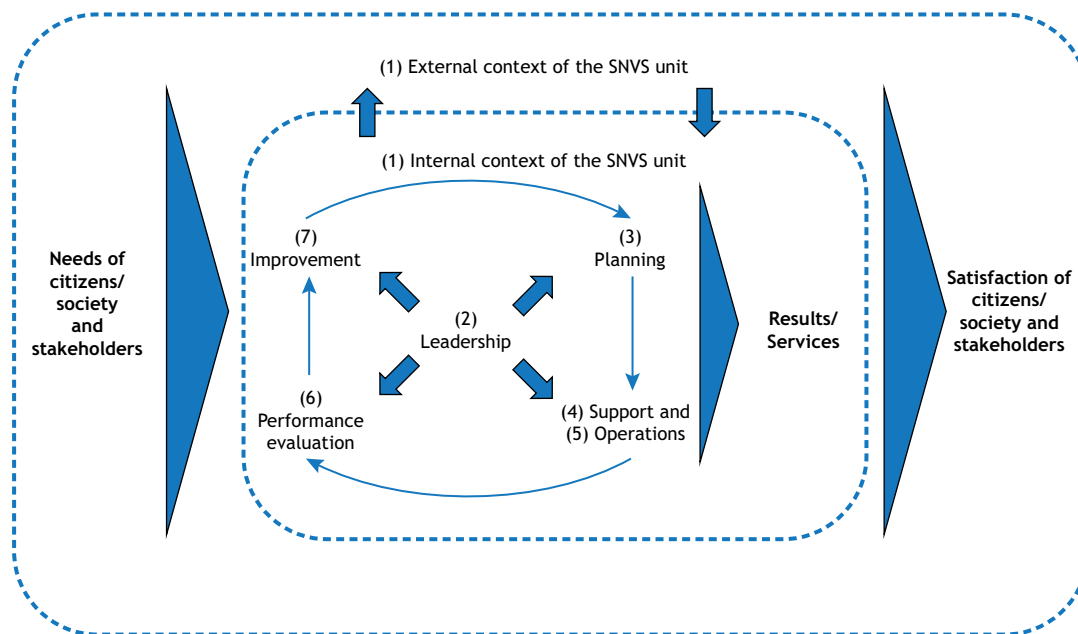 (1) External context of the SNVS unit
(1) Internal context of the SNVS unit
Needs of
citizens/
society
and
stakeholders
(7)
Improvement
(3)
Planning
(2)
Leadership
(6)
Performance
evaluation
(4) Support and
(5) Operations
Results/
Services
Satisfaction of
citizens/
society and
stakeholders